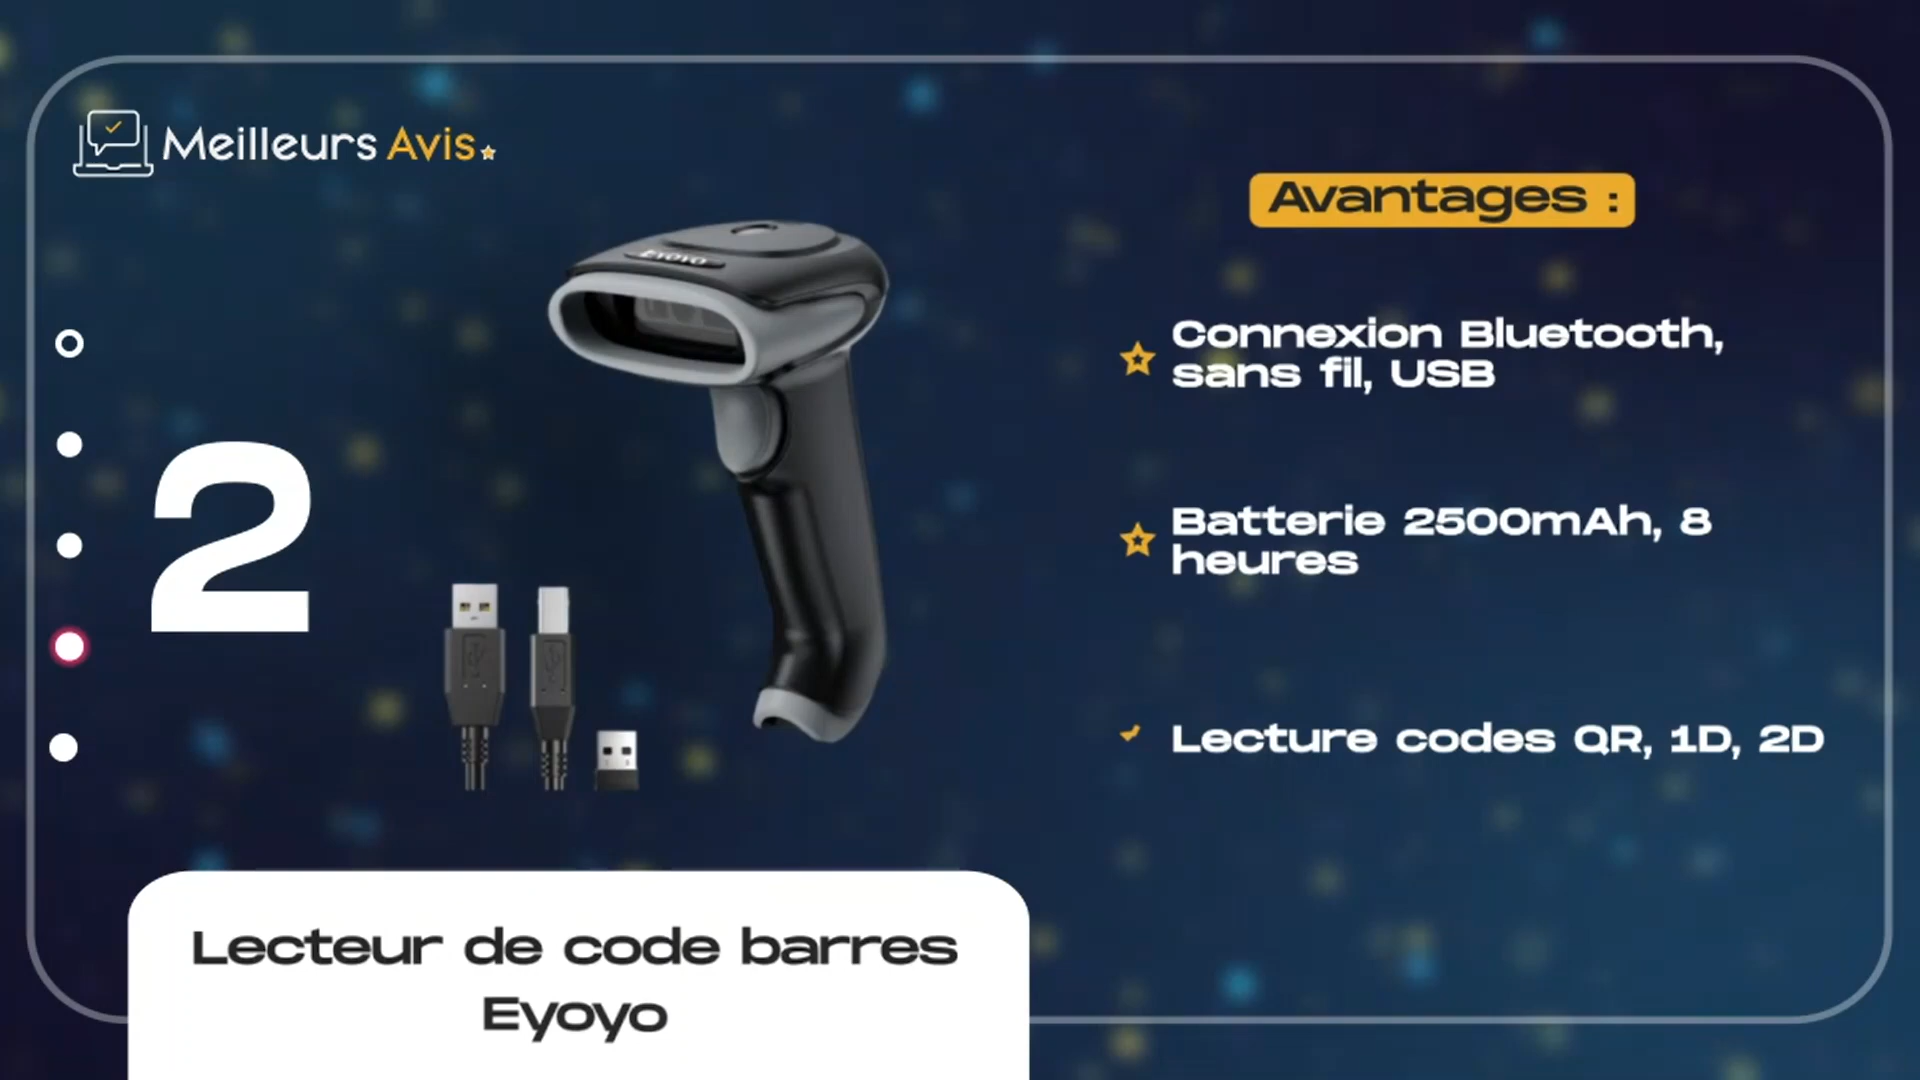 Meilleurs Avis
Avantages :
Eyoyo
Connexion Bluetooth,
sans fil, USB
2
Batterie 2500mAh, 8
heures
Lecture codes QR, 1D, 2D
Lecteur de code barres
Eyoyo